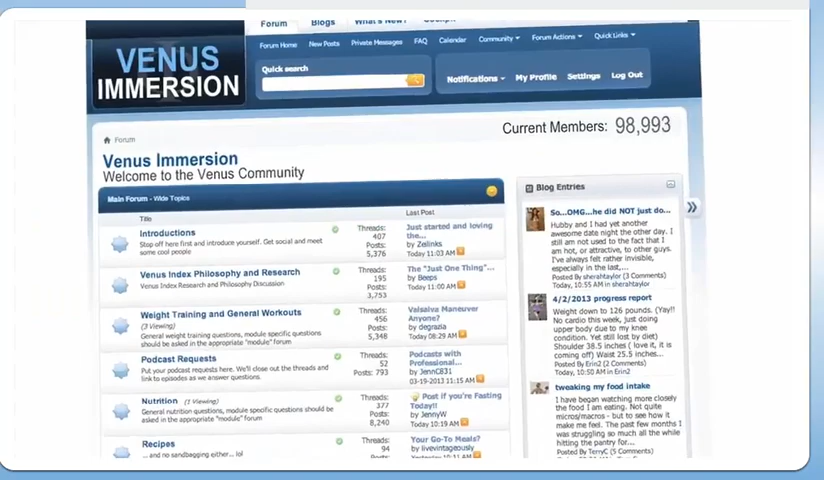 Forum Blogs What's New?
Forum Home New Posts Private Messages FAQ Calendar Community Forum Actions Quick Links
VENUS
IMMERSION
Quick search
Notifications My Profile Settings Log Out
Current Members: 98,993
Forum
Venus Immersion
Welcome to the Venus Community
Main Forum - Wide Topics
Title Last Post
Introductions
Stop off here first and introduce yourself. Get social and meet
some cool people
Threads:
407
Posts:
5,376
Just started and loving
the...
by Zelinks
Today 11:03 AM
Venus Index Philosophy and Research
Venus Index Research and Philosophy Discussion
Threads:
195
Posts:
3,753
The "Just One Thing"...
by Beeps
Today 11:00 AM
Weight Training and General Workouts
(3 Viewing)
General weight training questions, module specific questions
should be asked in the appropriate "module" forum
Threads:
456
Posts:
5,348
Valsalva Maneuver
Anyone?
by degrazia
Today 08:29 AM
Podcast Requests
Put your podcast requests here. We'll close out the threads and
link to episodes as we answer questions.
Threads:
52
Posts: 793
Podcasts with
Professional...
by JennC831
03-19-2013 11:15 AM
Nutrition (1 Viewing)
General nutrition questions, module specific questions should be
asked in the appropriate "module" forum
Threads:
377
Posts:
8,240
Post if you're Fasting
Today!!
by JennyW
Today 10:19 AM
Recipes
... and no sandbagging either... lol
Threads:
94
Posts:
Your Go-To Meals?
by livevintageously
Yesterday 10:11 AM
Blog Entries
So...OMG...he did NOT just do...
Hubby and I had yet another
awesome date night the other day. I
still am not used to the fact that I
am hot, or attractive, to other guys.
I've always felt rather invisible,
especially in the last,...
Posted By sherahtaylor (3 Comments)
Today, 10:55 AM in sherahtaylor
4/2/2013 progress report
Weight down to 126 pounds. (Yay!!
No cardio this week, just doing
upper body due to my knee
condition. Yet still lost by diet)
Shoulder 38.5 inches ( love it, it is
coming off) Waist 25.5 inches...
Posted By Erin2 (2 Comments)
Today, 10:50 AM in Erin2
tweaking my food intake
I have began watching more closely
the food I am eating. Not quite
micros/macros - but to see how it
make me feel. The past few months I
was struggling so much all the while
hitting the pantry for...
Posted By TerryC (5 Comments)